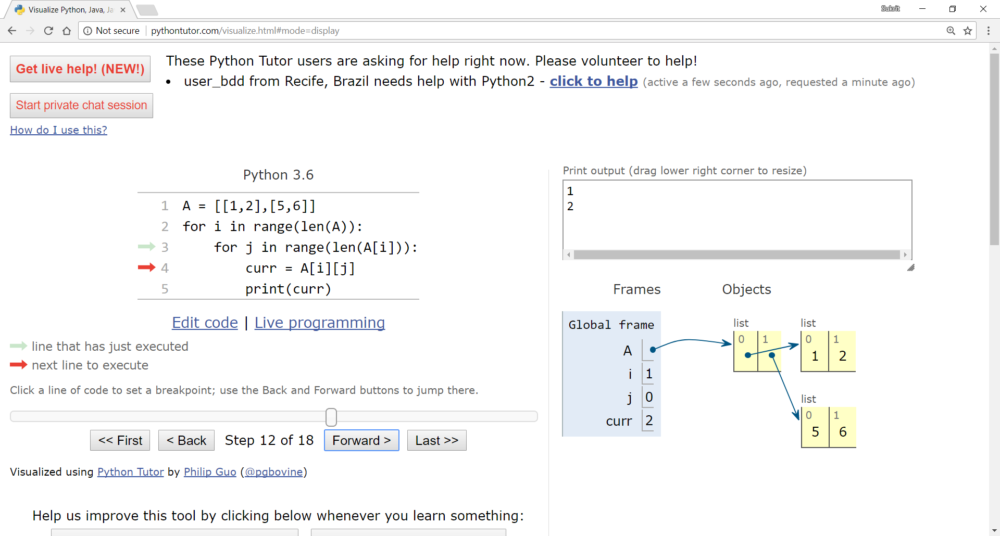 Visualize Python, Java, Ja
Sukrit
Not secure | pythontutor.com/visualize.html#mode=display
Get live help! (NEW!)
These Python Tutor users are asking for help right now. Please volunteer to help!
• user_bdd from Recife, Brazil needs help with Python2 - click to help (active a few seconds ago, requested a minute ago)
Start private chat session
How do I use this?
Python 3.6
1 A = [[1,2],[5,6]]
2 for i in range(len(A)):
3     for j in range(len(A[i])):
4         curr = A[i][j]
5         print(curr)
Edit code | Live programming
line that has just executed
next line to execute
Click a line of code to set a breakpoint; use the Back and Forward buttons to jump there.
<< First < Back Step 12 of 18 Forward > Last >>
Visualized using Python Tutor by Philip Guo (@pgbovine)
Help us improve this tool by clicking below whenever you learn something:
Print output (drag lower right corner to resize)
1
2
Frames Objects
Global frame
A
i 1
j 0
curr 2
list
0 1
list
0 1
1 2
list
0 1
5 6